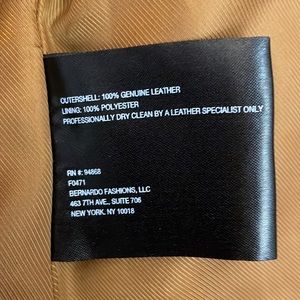 OUTERSHELL: 100% GENUINE LEATHER
LINING: 100% POLYESTER
PROFESSIONALLY DRY CLEAN BY A LEATHER SPECIALIST ONLY
RN #: 94868
F0471
BERNARDO FASHIONS, LLC
463 7TH AVE., SUITE 706
NEW YORK, NY 10018